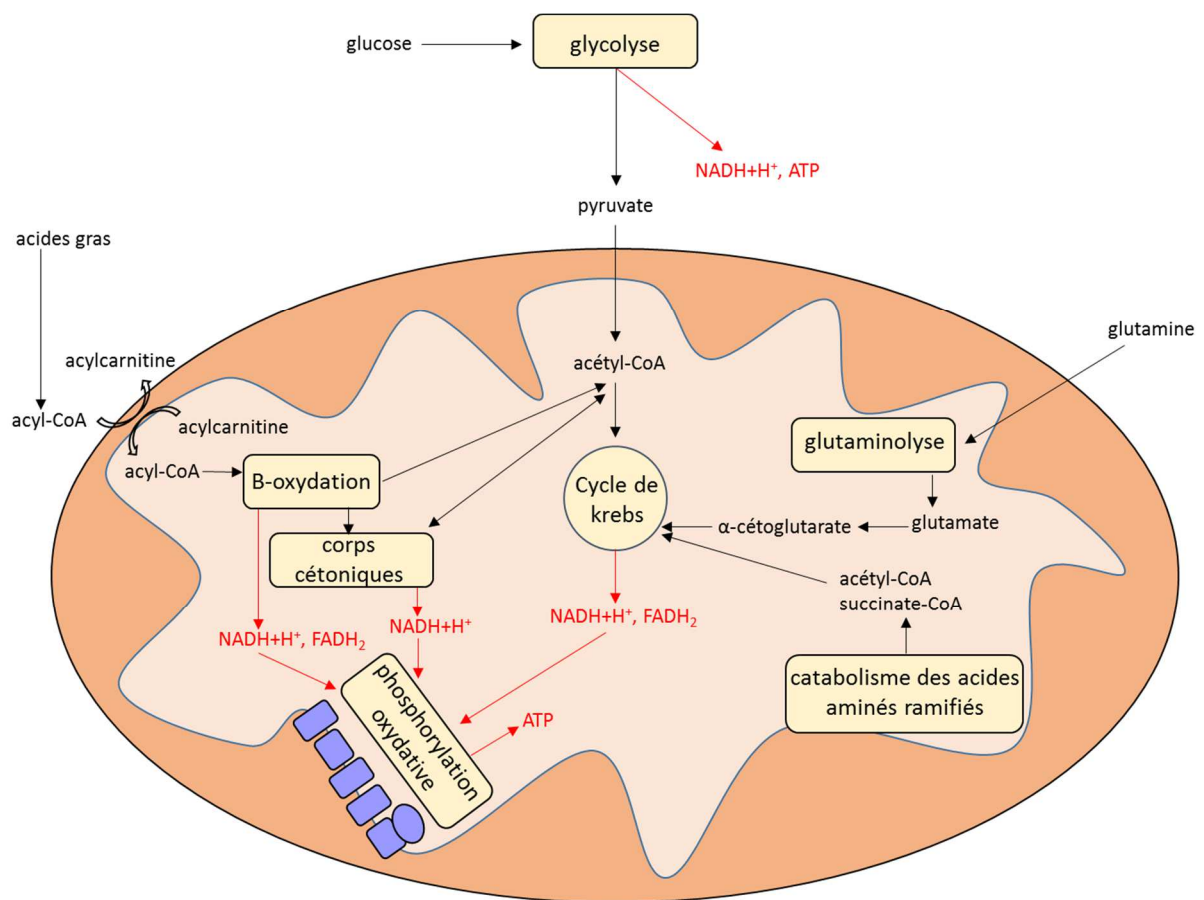 glucose
glycolyse
NADH+H⁺, ATP
pyruvate
acides gras
glutamine
acylcarnitine
acétyl-CoA
acyl-CoA
acylcarnitine
glutaminolyse
acyl-CoA
Β-oxydation
Cycle de
krebs
α-cétoglutarate
glutamate
corps
cétoniques
acétyl-CoA
succinate-CoA
NADH+H⁺, FADH₂
NADH+H⁺
NADH+H⁺, FADH₂
catabolisme des acides
aminés ramifiés
phosphorylation
oxydative
ATP